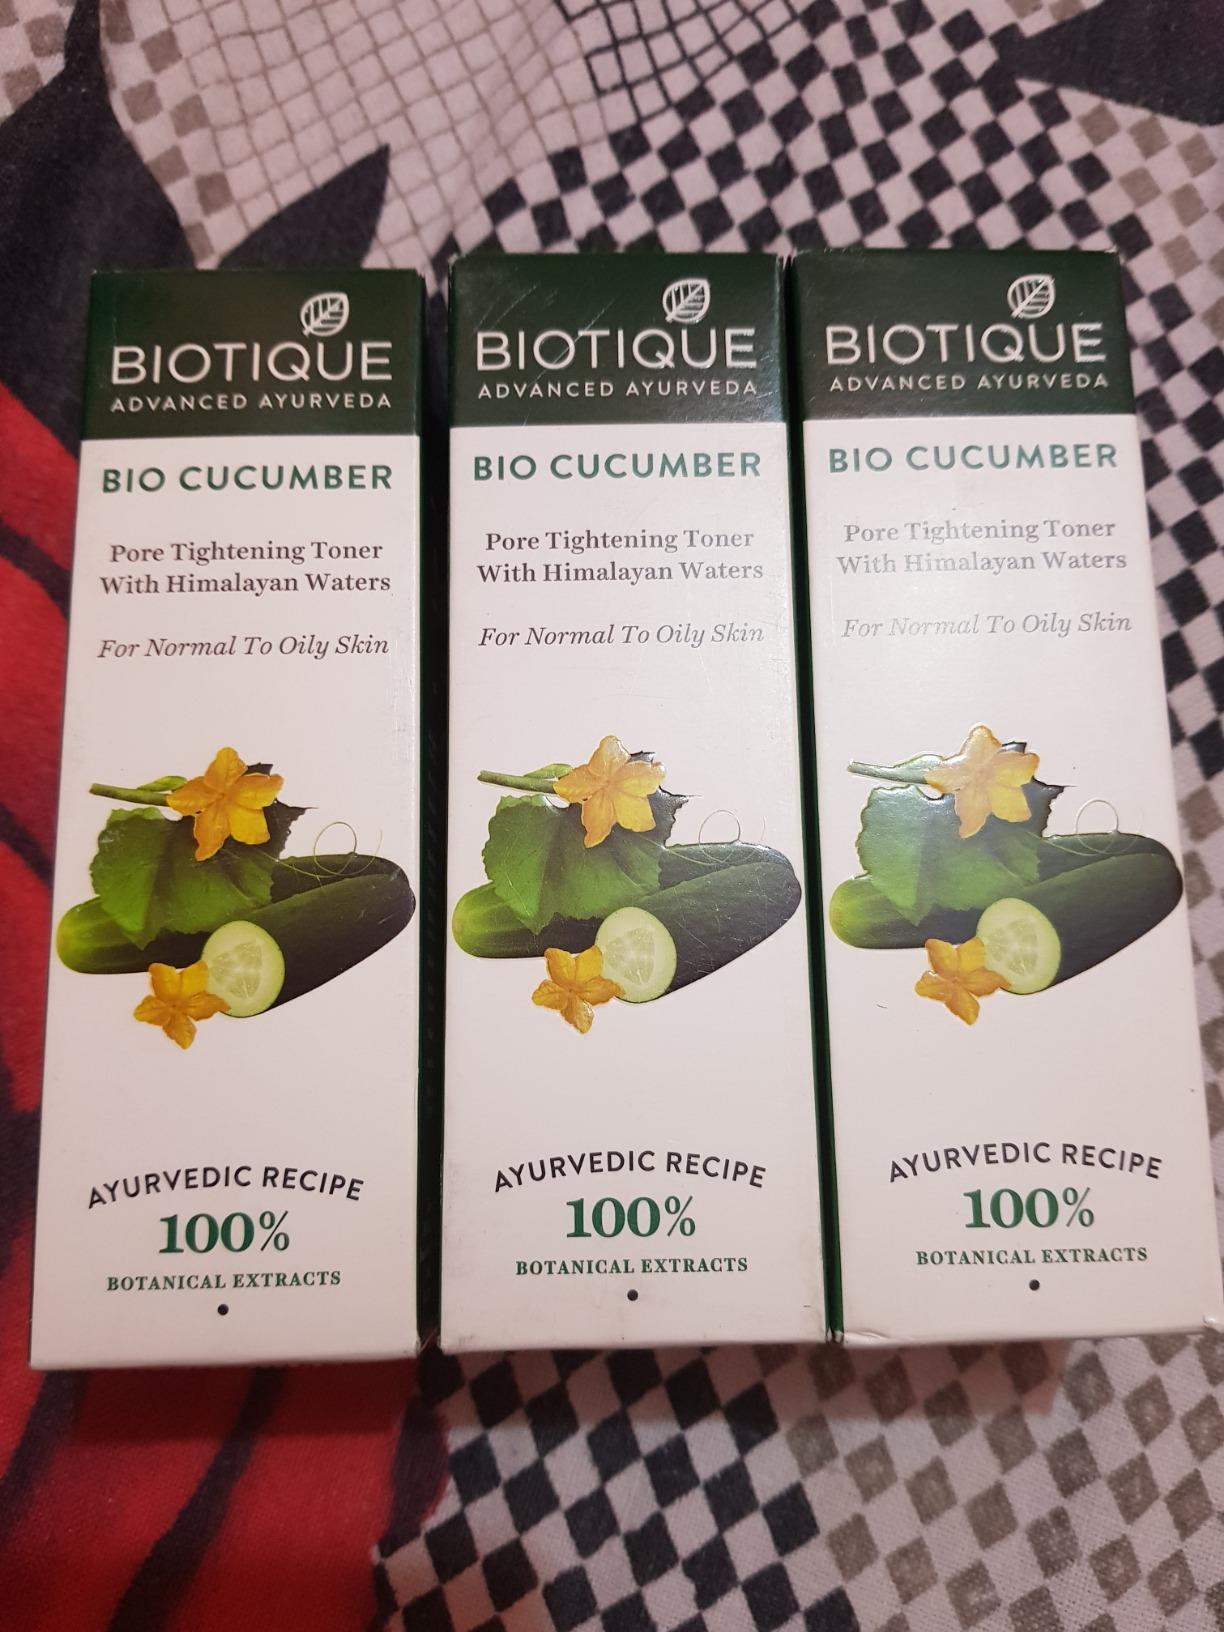 BIOTIQUE
ADVANCED AYURVEDA
BIO CUCUMBER
Pore Tightening Toner
With Himalayan Waters
For Normal To Oily Skin
AYURVEDIC RECIPE
100%
BOTANICAL EXTRACTS
BIOTIQUE
ADVANCED AYURVEDA
BIO CUCUMBER
Pore Tightening Toner
With Himalayan Waters
For Normal To Oily Skin
AYURVEDIC RECIPE
100%
BOTANICAL EXTRACTS
BIOTIQUE
ADVANCED AYURVEDA
BIO CUCUMBER
Pore Tightening Toner
With Himalayan Waters
For Normal To Oily Skin
AYURVEDIC RECIPE
100%
BOTANICAL EXTRACTS